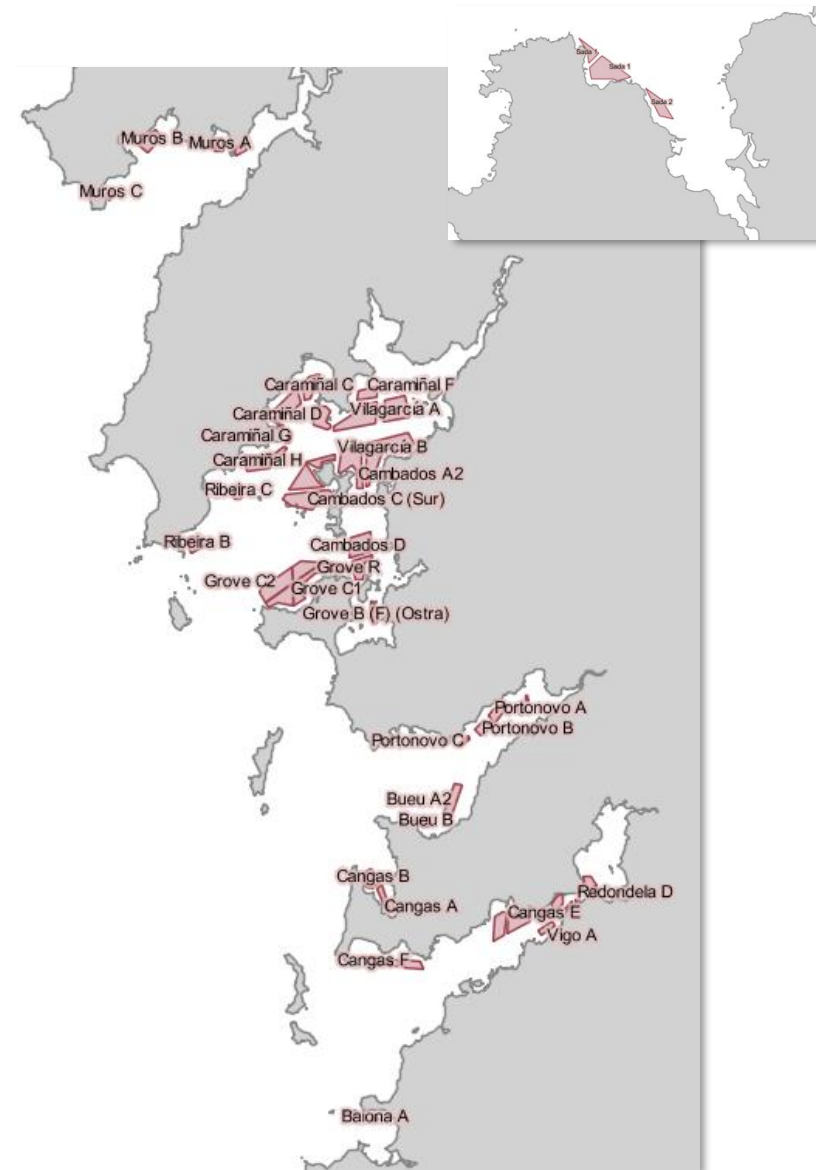 Sada 1
Sada 1
Sada 2
Muros B
Muros A
Muros C
Caramiñal C
Caramiñal F
Caramiñal D
Vilagarcía A
Caramiñal G
Vilagarcía B
Caramiñal H
Cambados A2
Ribeira C
Cambados C (Sur)
Ribeira B
Cambados D
Grove R
Grove C2
Grove C1
Grove B (F) (Ostra)
Portonovo A
Portonovo B
Portonovo C
Bueu A2
Bueu B
Cangas B
Redondela D
Cangas A
Cangas E
Vigo A
Cangas F
Baiona A